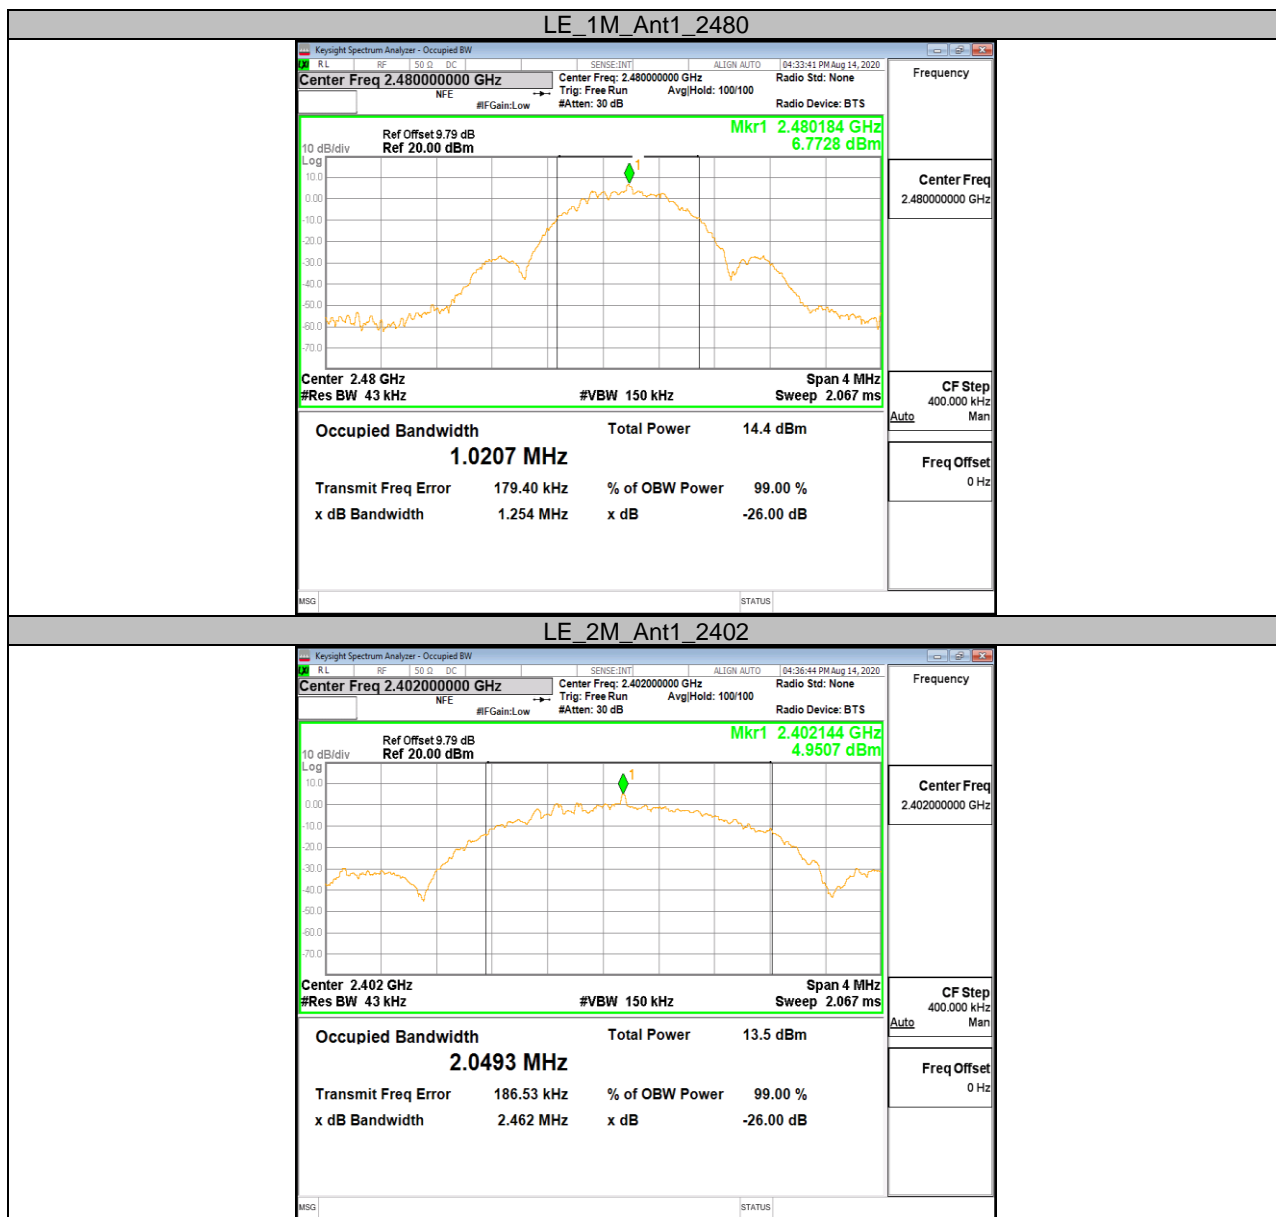 LE_1M_Ant1_2480
Keysight Spectrum Analyzer - Occupied BW
RL RF 50 Ω DC SENSE:INT ALIGN AUTO 04:33:41 PM Aug 14, 2020
Center Freq 2.480000000 GHz Center Freq: 2.480000000 GHz Radio Std: None Frequency
NFE Trig: Free Run Avg|Hold: 100/100
#IFGain:Low #Atten: 30 dB Radio Device: BTS
Mkr1 2.480184 GHz
Ref Offset 9.79 dB 6.7728 dBm
10 dB/div Ref 20.00 dBm
Log
1
10.0
0.00
-10.0
-20.0
-30.0
-40.0
-50.0
-60.0
-70.0
Center Freq
2.480000000 GHz
Center 2.48 GHz Span 4 MHz
#Res BW 43 kHz #VBW 150 kHz Sweep 2.067 ms
CF Step
400.000 kHz
Auto Man
Occupied Bandwidth Total Power 14.4 dBm
1.0207 MHz
Freq Offset
0 Hz
Transmit Freq Error 179.40 kHz % of OBW Power 99.00 %
x dB Bandwidth 1.254 MHz x dB -26.00 dB
MSG STATUS
LE_2M_Ant1_2402
Keysight Spectrum Analyzer - Occupied BW
RL RF 50 Ω DC SENSE:INT ALIGN AUTO 04:36:44 PM Aug 14, 2020
Center Freq 2.402000000 GHz Center Freq: 2.402000000 GHz Radio Std: None Frequency
NFE Trig: Free Run Avg|Hold: 100/100
#IFGain:Low #Atten: 30 dB Radio Device: BTS
Mkr1 2.402144 GHz
Ref Offset 9.79 dB 4.9507 dBm
10 dB/div Ref 20.00 dBm
Log
1
10.0
0.00
-10.0
-20.0
-30.0
-40.0
-50.0
-60.0
-70.0
Center Freq
2.402000000 GHz
Center 2.402 GHz Span 4 MHz
#Res BW 43 kHz #VBW 150 kHz Sweep 2.067 ms
CF Step
400.000 kHz
Auto Man
Occupied Bandwidth Total Power 13.5 dBm
2.0493 MHz
Freq Offset
0 Hz
Transmit Freq Error 186.53 kHz % of OBW Power 99.00 %
x dB Bandwidth 2.462 MHz x dB -26.00 dB
MSG STATUS